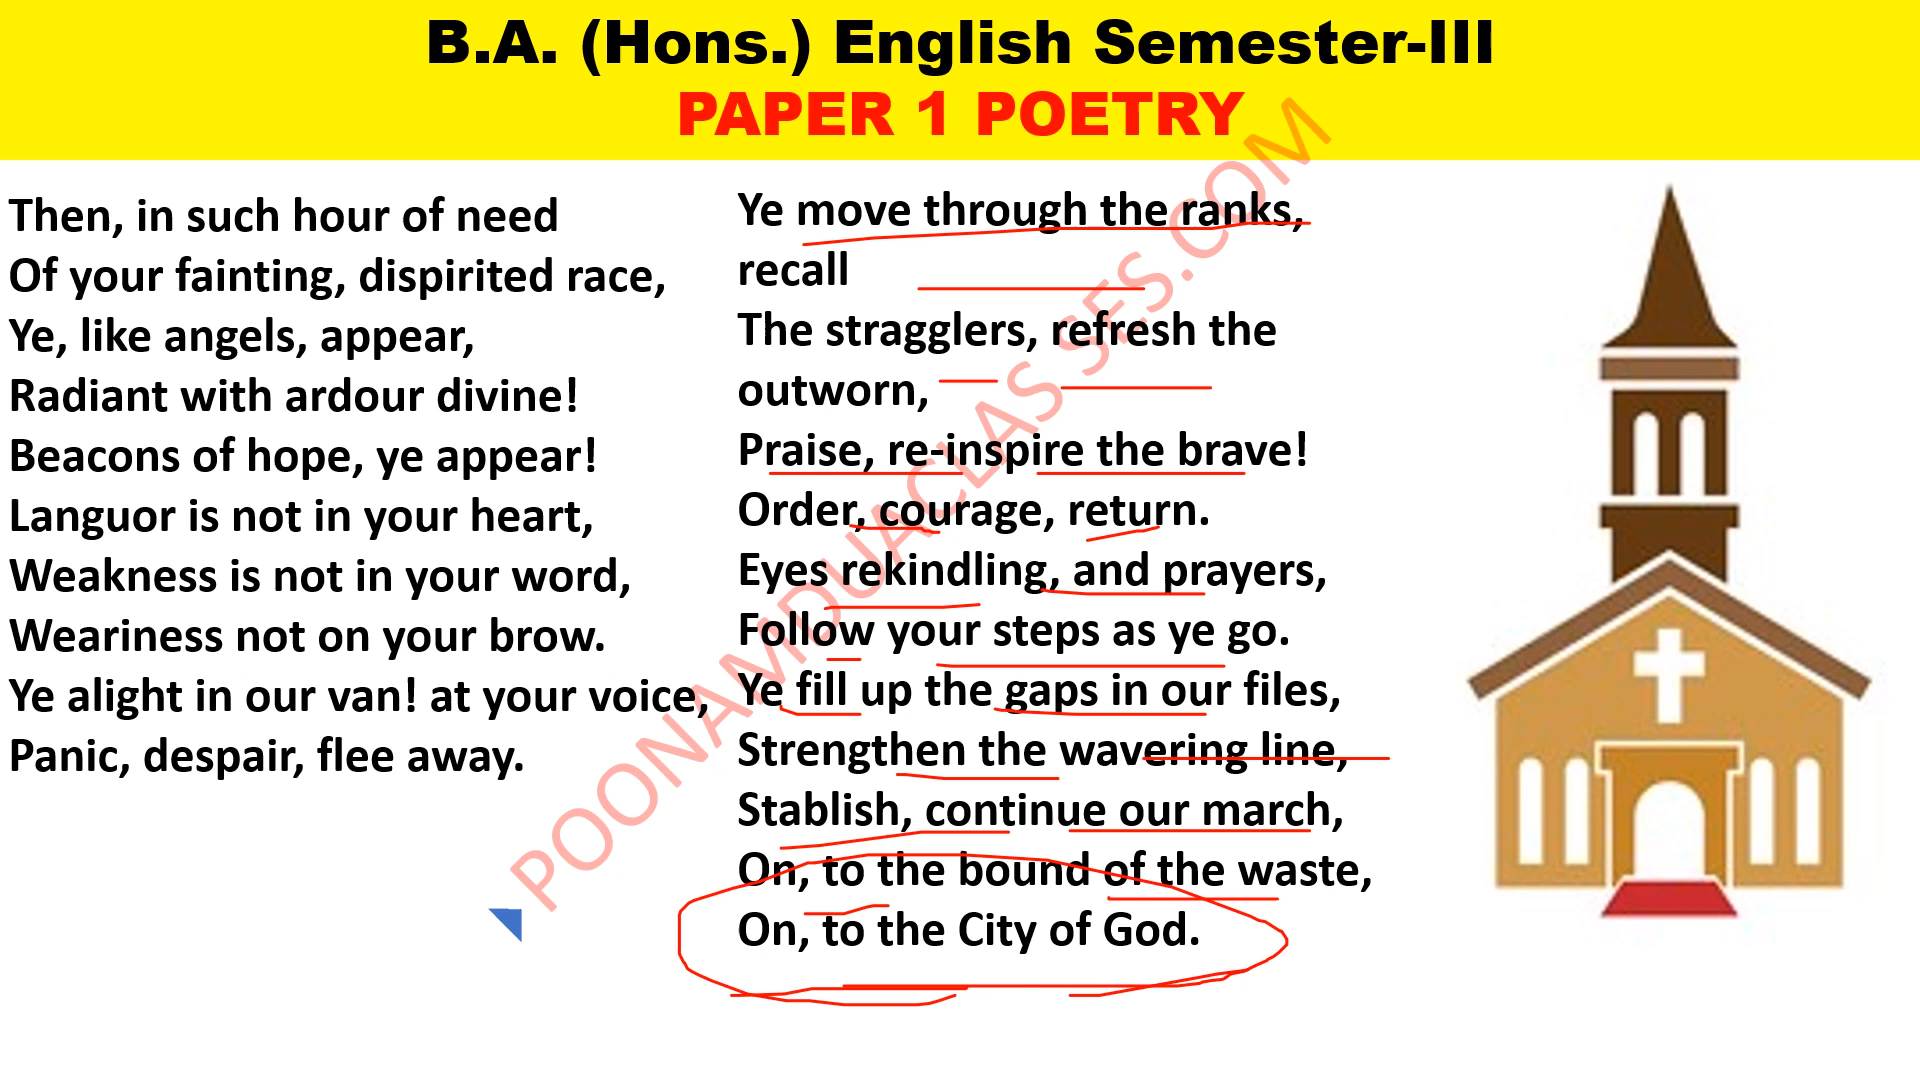 B.A. (Hons.) English Semester-III
PAPER 1 POETRY
Then, in such hour of need
Of your fainting, dispirited race,
Ye, like angels, appear,
Radiant with ardour divine!
Beacons of hope, ye appear!
Languor is not in your heart,
Weakness is not in your word,
Weariness not on your brow.
Ye alight in our van! at your voice,
Panic, despair, flee away.
Ye move through the ranks,
recall
The stragglers, refresh the
outworn,
Praise, re-inspire the brave!
Order, courage, return.
Eyes rekindling, and prayers,
Follow your steps as ye go.
Ye fill up the gaps in our files,
Strengthen the wavering line,
Stablish, continue our march,
On, to the bound of the waste,
On, to the City of God.
POONAMDUACLASSES.COM